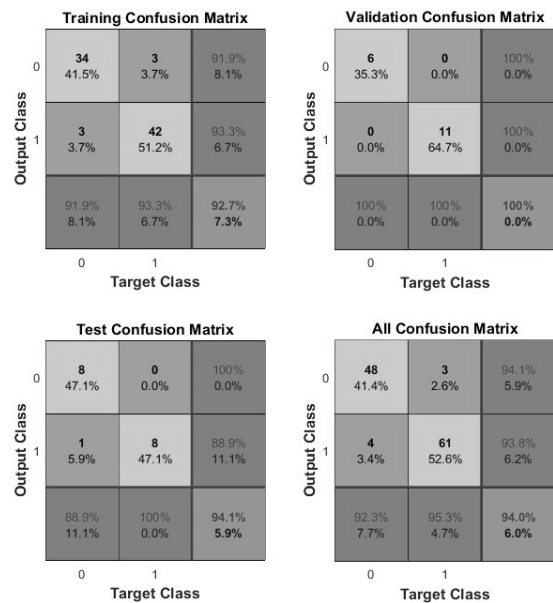 Training Confusion Matrix
34 3 91.9%
0
41.5% 3.7% 8.1%
3 42 93.3%
1
3.7% 51.2% 6.7%
91.9% 93.3% 92.7%
8.1% 6.7% 7.3%
0 1
Target Class
Output Class
Validation Confusion Matrix
6 0 100%
0
35.3% 0.0% 0.0%
0 11 100%
1
0.0% 64.7% 0.0%
100% 100% 100%
0.0% 0.0% 0.0%
0 1
Target Class
Output Class
Test Confusion Matrix
8 0 100%
0
47.1% 0.0% 0.0%
1 8 88.9%
1
5.9% 47.1% 11.1%
88.9% 100% 94.1%
11.1% 0.0% 5.9%
0 1
Target Class
Output Class
All Confusion Matrix
48 3 94.1%
0
41.4% 2.6% 5.9%
4 61 93.8%
1
3.4% 52.6% 6.2%
92.3% 95.3% 94.0%
7.7% 4.7% 6.0%
0 1
Target Class
Output Class